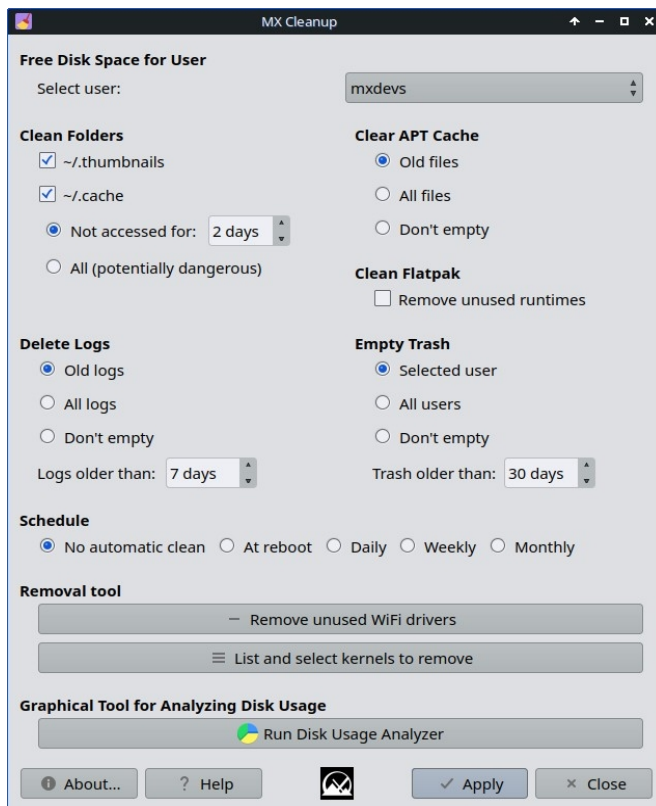 MX Cleanup
Free Disk Space for User
Select user: mxdevs
Clean Folders
~/.thumbnails
~/.cache
Not accessed for: 2 days
All (potentially dangerous)
Clear APT Cache
Old files
All files
Don't empty
Clean Flatpak
Remove unused runtimes
Delete Logs
Old logs
All logs
Don't empty
Logs older than: 7 days
Empty Trash
Selected user
All users
Don't empty
Trash older than: 30 days
Schedule
No automatic clean At reboot Daily Weekly Monthly
Removal tool
Remove unused WiFi drivers
List and select kernels to remove
Graphical Tool for Analyzing Disk Usage
Run Disk Usage Analyzer
About... Help Apply Close